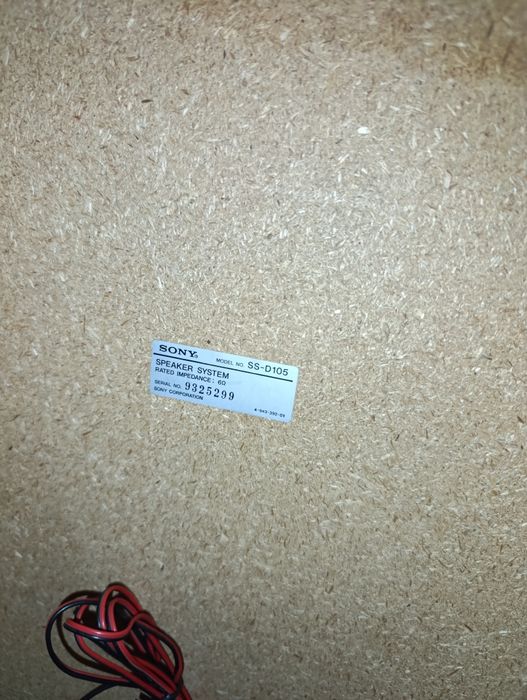 SONY® MODEL NO. SS-D105
SPEAKER SYSTEM
RATED IMPEDANCE: 6Ω
SERIAL NO. 9325299
SONY CORPORATION